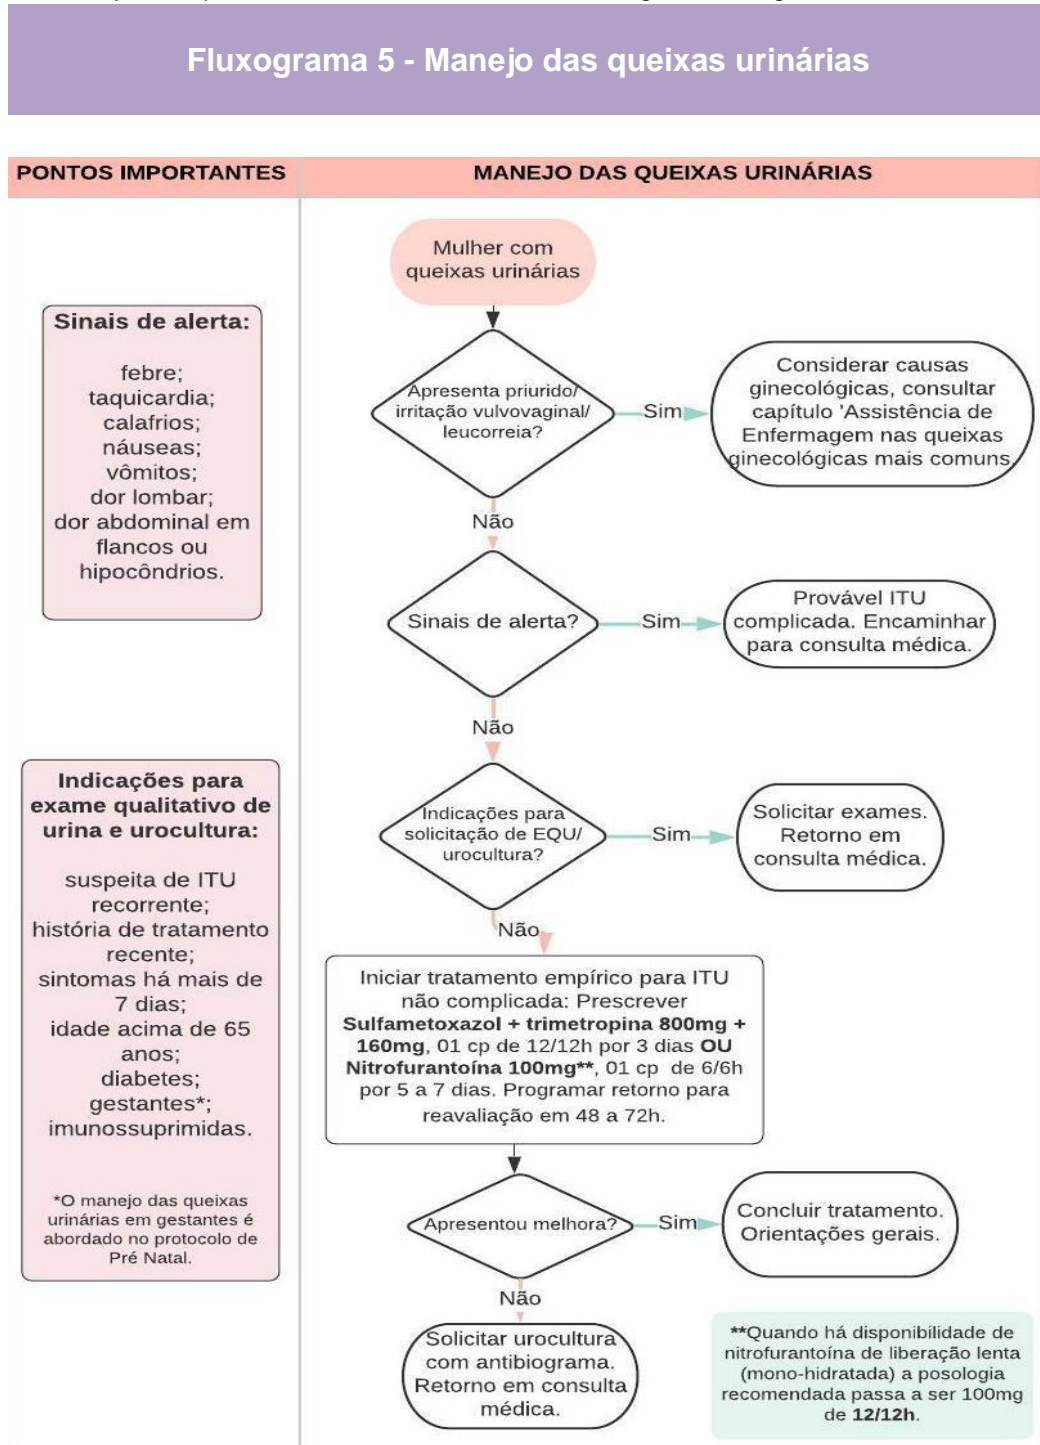 Fluxograma 5 - Manejo das queixas urinárias
PONTOS IMPORTANTES
MANEJO DAS QUEIXAS URINÁRIAS
Sinais de alerta:
febre;
taquicardia;
calafrios;
náuseas;
vômitos;
dor lombar;
dor abdominal em
flancos ou
hipocôndrios.
Indicações para
exame qualitativo de
urina e urocultura:
suspeita de ITU
recorrente;
história de tratamento
recente;
sintomas há mais de
7 dias;
idade acima de 65
anos;
diabetes;
gestantes*;
imunossuprimidas.
*O manejo das queixas
urinárias em gestantes é
abordado no protocolo de
Pré Natal.
Mulher com
queixas urinárias
Apresenta priurido/
irritação vulvovaginal/
leucorreia?
Sim
Considerar causas
ginecológicas, consultar
capítulo 'Assistência de
Enfermagem nas queixas
ginecológicas mais comuns.
Não
Sinais de alerta?
Sim
Provável ITU
complicada. Encaminhar
para consulta médica.
Não
Indicações para
solicitação de EQU/
urocultura?
Sim
Solicitar exames.
Retorno em
consulta médica.
Não
Iniciar tratamento empírico para ITU
não complicada: Prescrever
Sulfametoxazol + trimetropina 800mg +
160mg, 01 cp de 12/12h por 3 dias OU
Nitrofurantoína 100mg**, 01 cp de 6/6h
por 5 a 7 dias. Programar retorno para
reavaliação em 48 a 72h.
Apresentou melhora?
Sim
Concluir tratamento.
Orientações gerais.
Não
Solicitar urocultura
com antibiograma.
Retorno em consulta
médica.
**Quando há disponibilidade de
nitrofurantoína de liberação lenta
(mono-hidratada) a posologia
recomendada passa a ser 100mg
de 12/12h.